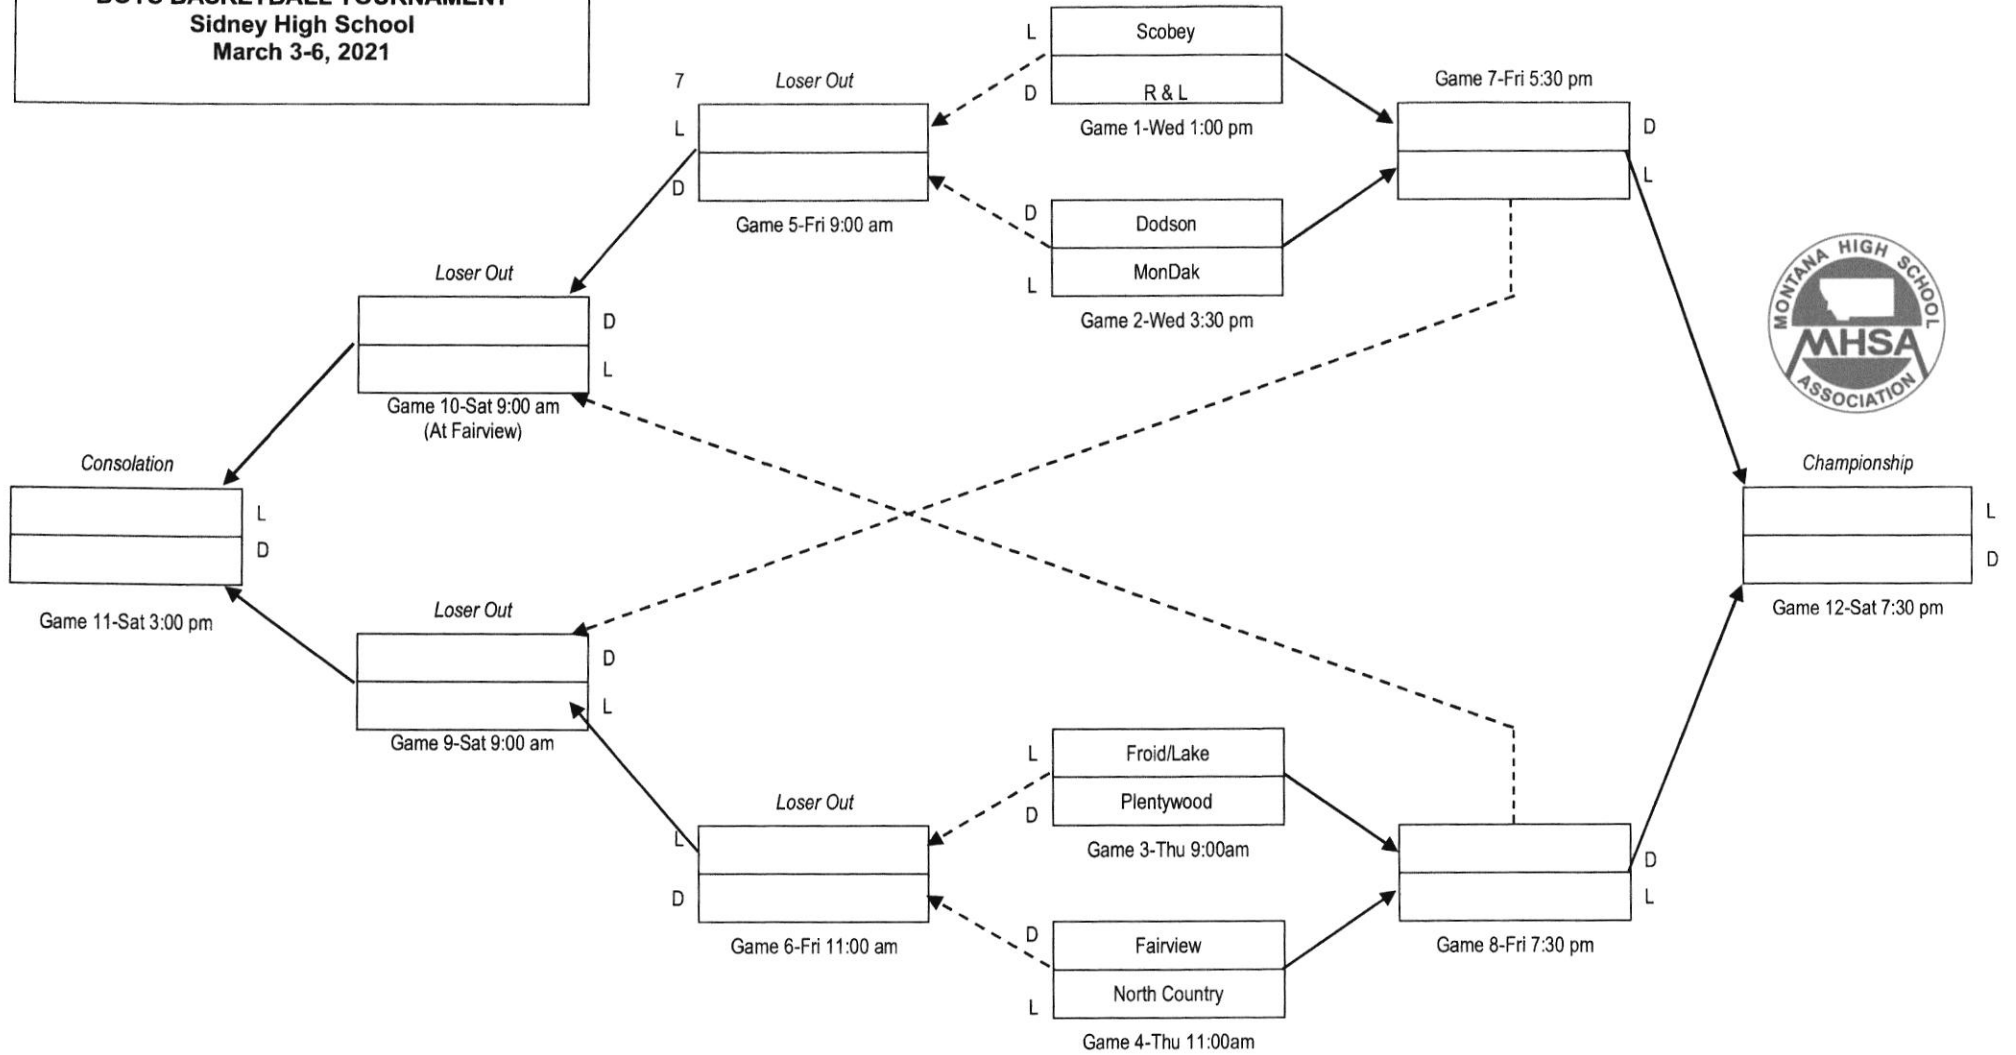 BOYS BASKETBALL TOURNAMENT
Sidney High School
March 3-6, 2021
L
Scobey
D
R & L
Game 1-Wed 1:00 pm
7
Loser Out
L
D
Game 5-Fri 9:00 am
Game 7-Fri 5:30 pm
D
L
D
Dodson
L
MonDak
Game 2-Wed 3:30 pm
MONTANA HIGH SCHOOL
MHSA
ASSOCIATION
Loser Out
D
L
Game 10-Sat 9:00 am
(At Fairview)
Consolation
L
D
Game 11-Sat 3:00 pm
Championship
L
D
Game 12-Sat 7:30 pm
Loser Out
D
L
Game 9-Sat 9:00 am
Loser Out
L
D
Game 6-Fri 11:00 am
L
Froid/Lake
D
Plentywood
Game 3-Thu 9:00am
D
L
Game 8-Fri 7:30 pm
D
Fairview
L
North Country
Game 4-Thu 11:00am